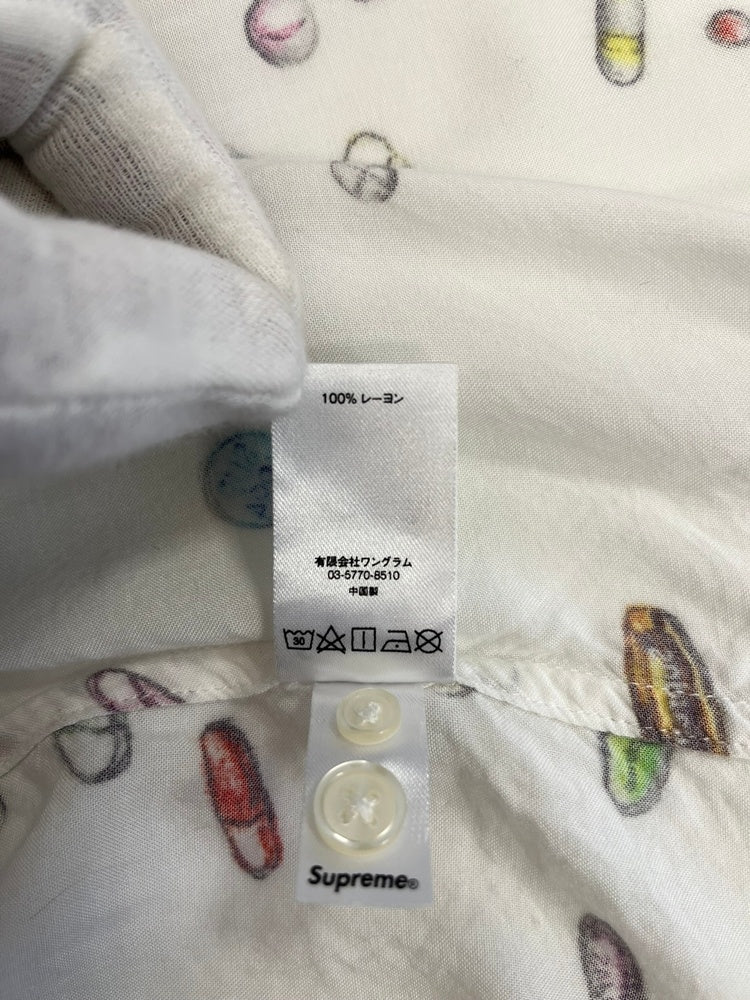 100% レーヨン
有限会社ワングラム
03-5770-8510
中国製
30
Supreme®